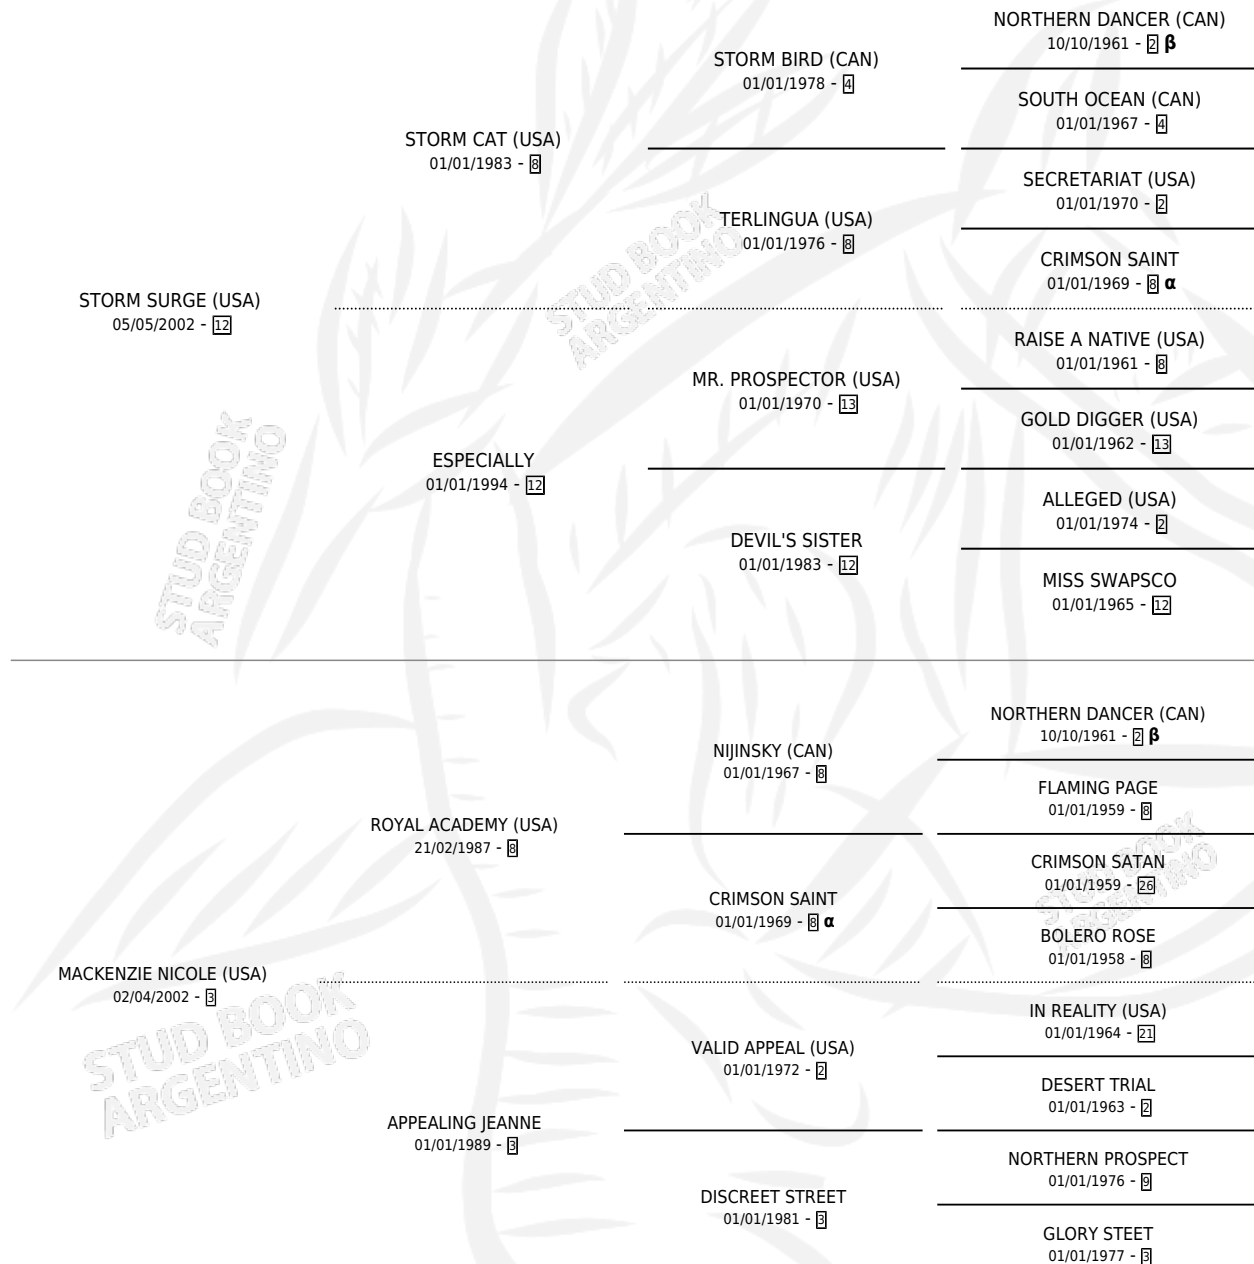 NORTHERN DANCER (CAN)
10/10/1961 - 2 β
STORM BIRD (CAN)
01/01/1978 - 4
SOUTH OCEAN (CAN)
01/01/1967 - 4
STORM CAT (USA)
01/01/1983 - 8
SECRETARIAT (USA)
01/01/1970 - 2
TERLINGUA (USA)
01/01/1976 - 8
CRIMSON SAINT
01/01/1969 - 8 α
STORM SURGE (USA)
05/05/2002 - 12
RAISE A NATIVE (USA)
01/01/1961 - 8
MR. PROSPECTOR (USA)
01/01/1970 - 13
GOLD DIGGER (USA)
01/01/1962 - 13
ESPECIALLY
01/01/1994 - 12
ALLEGED (USA)
01/01/1974 - 2
DEVIL'S SISTER
01/01/1983 - 12
MISS SWAPSCO
01/01/1965 - 12
NORTHERN DANCER (CAN)
10/10/1961 - 2 β
NIJINSKY (CAN)
01/01/1967 - 8
FLAMING PAGE
01/01/1959 - 8
ROYAL ACADEMY (USA)
21/02/1987 - 8
CRIMSON SATAN
01/01/1959 - 26
CRIMSON SAINT
01/01/1969 - 8 α
BOLERO ROSE
01/01/1958 - 8
MACKENZIE NICOLE (USA)
02/04/2002 - 3
IN REALITY (USA)
01/01/1964 - 21
VALID APPEAL (USA)
01/01/1972 - 2
DESERT TRIAL
01/01/1963 - 2
APPEALING JEANNE
01/01/1989 - 3
NORTHERN PROSPECT
01/01/1976 - 9
DISCREET STREET
01/01/1981 - 3
GLORY STEET
01/01/1977 - 3
STUD BOOK
ARGENTINO
STUD BOOK
ARGENTINO
STUD BOOK
ARGENTINO
STUD BOOK
ARGENTINO